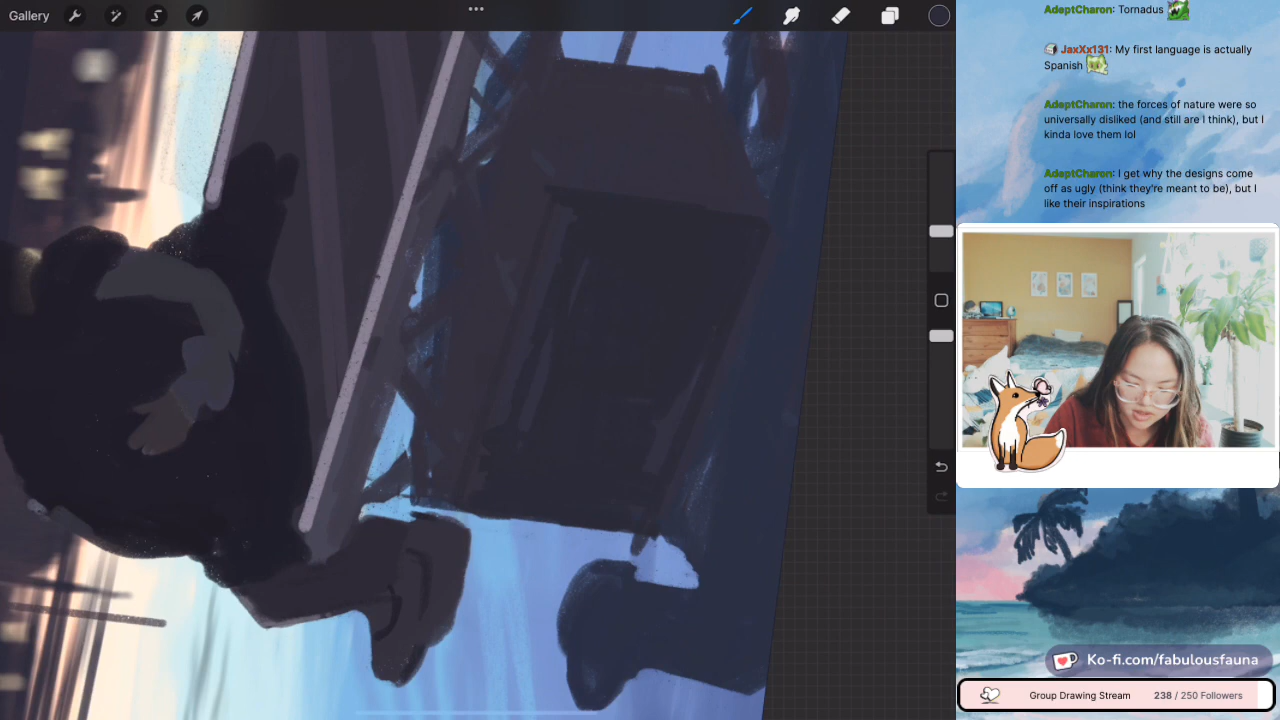 Gallery
AdeptCharon: Tornadus
JaxXx131: My first language is actually
Spanish
AdeptCharon: the forces of nature were so
universally disliked (and still are I think), but I
kinda love them lol
AdeptCharon: I get why the designs come
off as ugly (think they're meant to be), but I
like their inspirations
Ko-fi.com/fabulousfauna
Group Drawing Stream 238 / 250 Followers